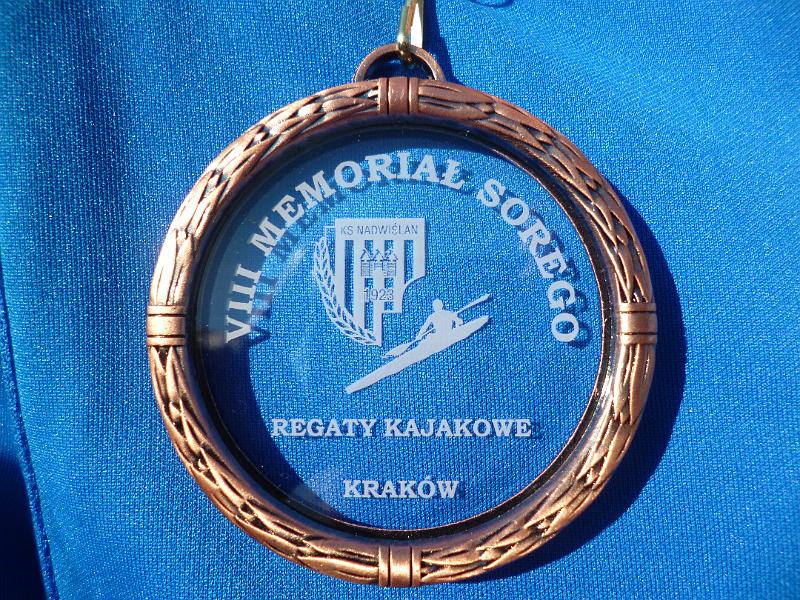 VIII MEMORIAŁ SOREGO
KS NADWIŚLAN
1923
REGATY KAJAKOWE
KRAKÓW